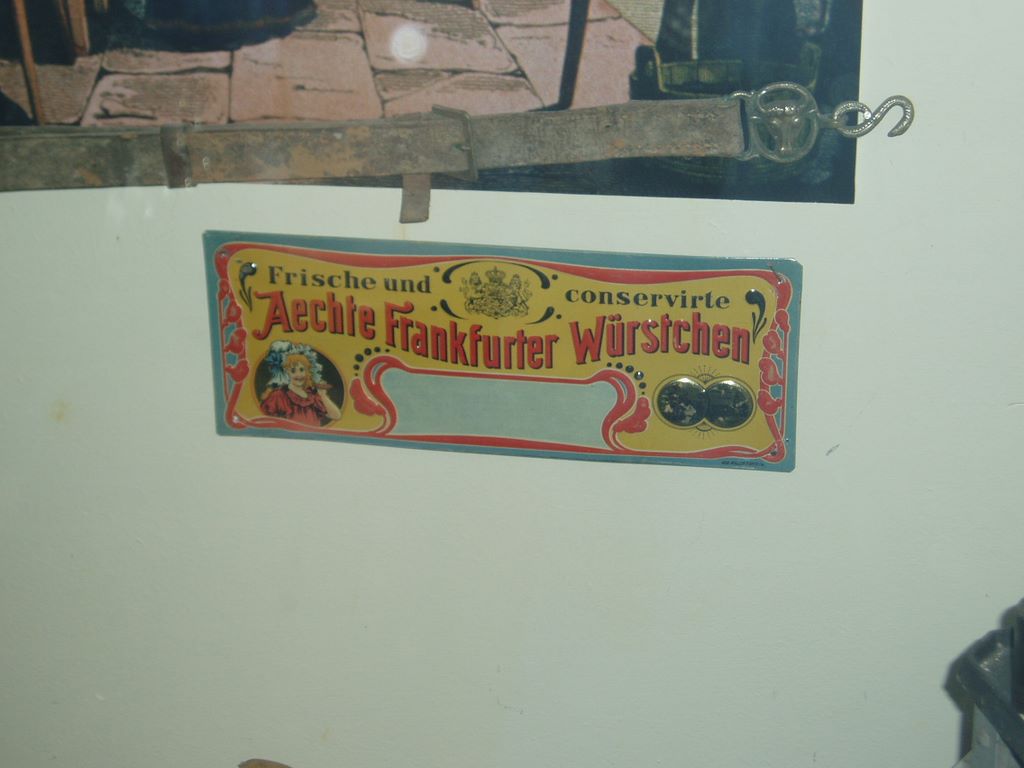 Frische und conservirte
Aechte Frankfurter Würstchen